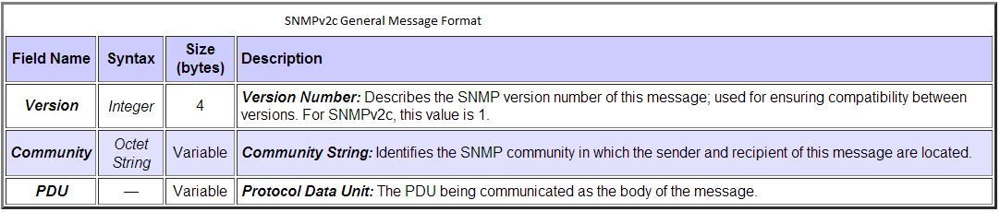 SNMPv2c General Message Format
Field Name Syntax Size (bytes) Description
Version Integer 4 Version Number: Describes the SNMP version number of this message; used for ensuring compatibility between
versions. For SNMPv2c, this value is 1.
Community Octet String Variable Community String: Identifies the SNMP community in which the sender and recipient of this message are located.
PDU — Variable Protocol Data Unit: The PDU being communicated as the body of the message.